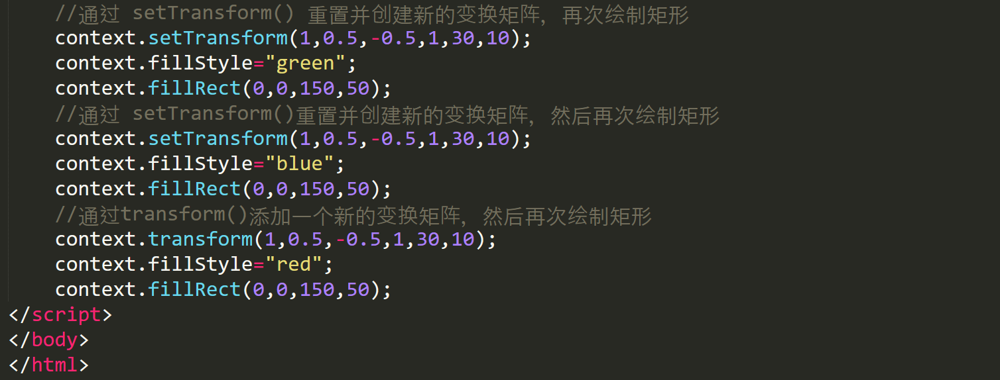 //通过 setTransform() 重置并创建新的变换矩阵，再次绘制矩形
context.setTransform(1,0.5,-0.5,1,30,10);
context.fillStyle="green";
context.fillRect(0,0,150,50);
//通过 setTransform()重置并创建新的变换矩阵，然后再次绘制矩形
context.setTransform(1,0.5,-0.5,1,30,10);
context.fillStyle="blue";
context.fillRect(0,0,150,50);
//通过transform()添加一个新的变换矩阵，然后再次绘制矩形
context.transform(1,0.5,-0.5,1,30,10);
context.fillStyle="red";
context.fillRect(0,0,150,50);
</script>
</body>
</html>